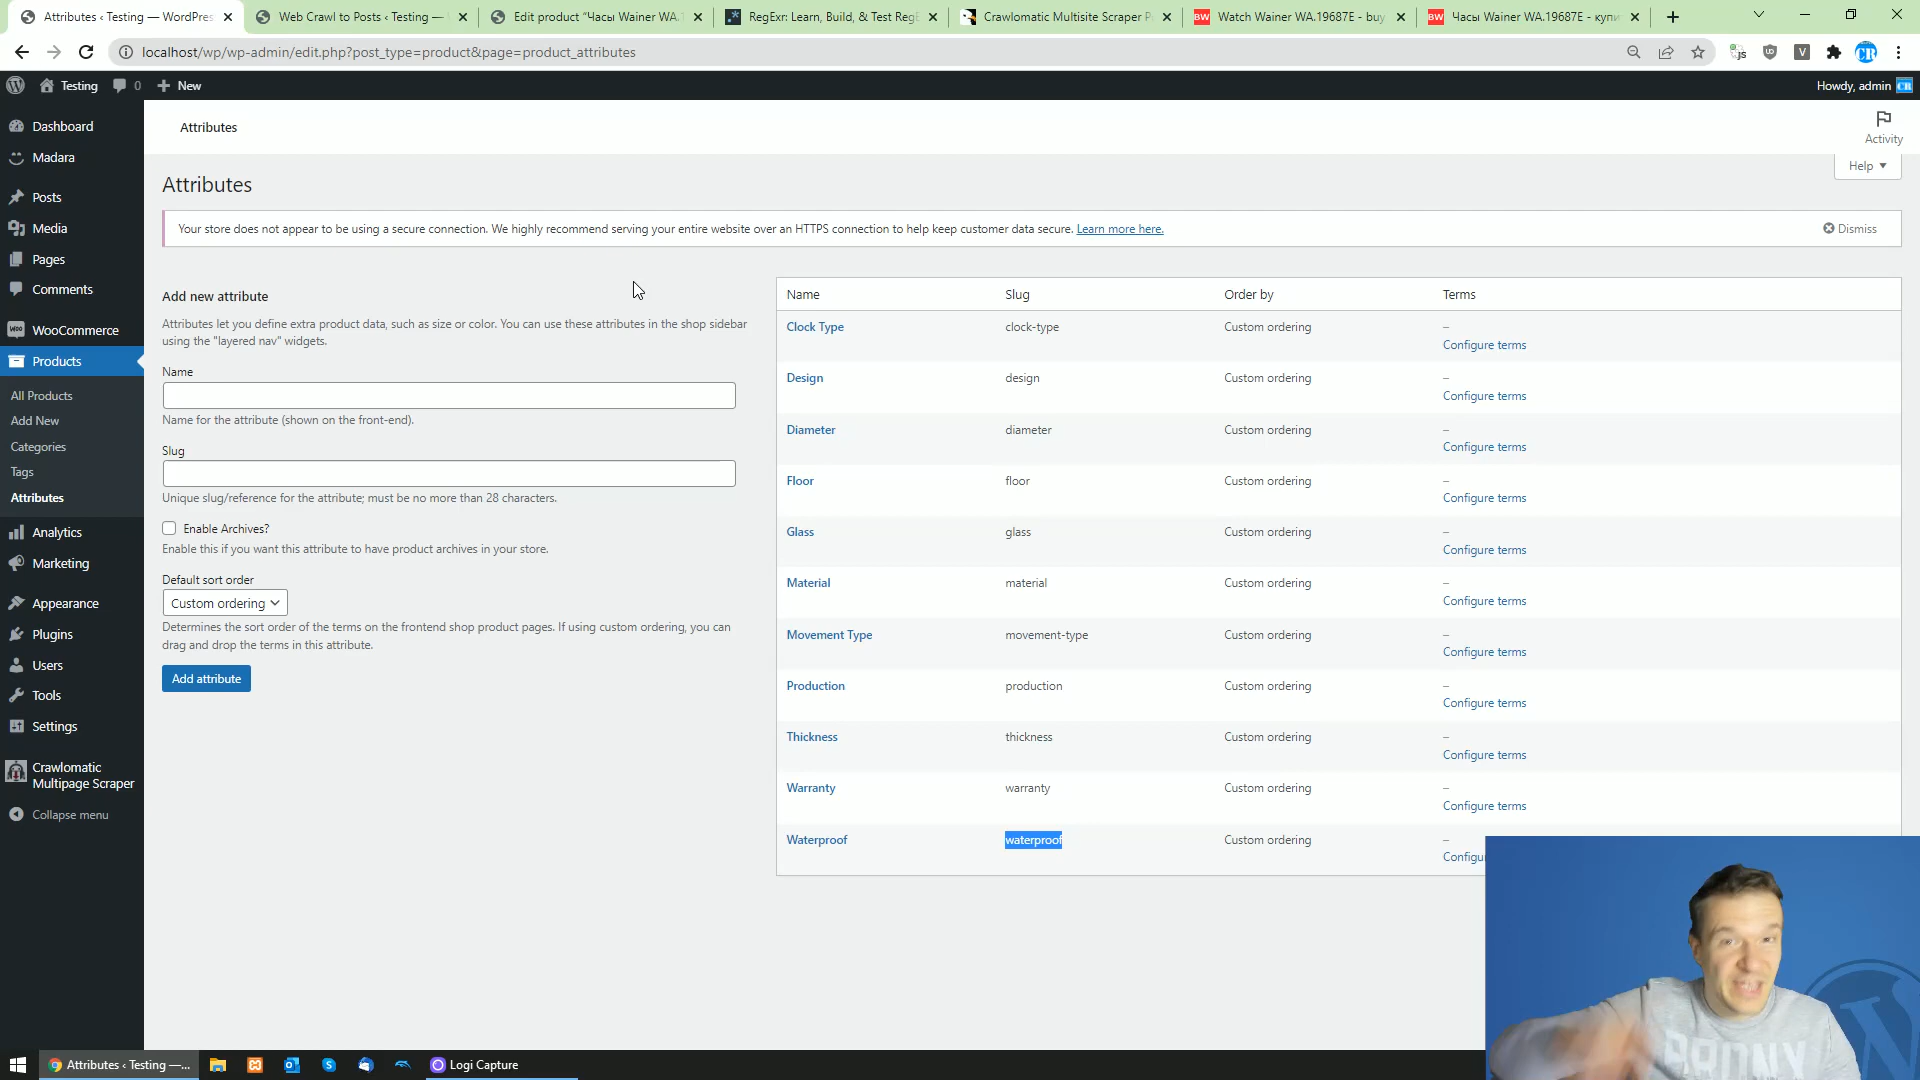 Attributes ‹ Testing — WordPres
Web Crawl to Posts ‹ Testing —
Edit product "Часы Wainer WA.1
RegExr: Learn, Build, & Test RegE
Crawlomatic Multisite Scraper P
BW Watch Wainer WA.19687E - buy
BW Часы Wainer WA.19687E - купи
localhost/wp/wp-admin/edit.php?post_type=product&page=product_attributes
Testing
0
New
Howdy, admin
Dashboard
Madara
Posts
Media
Pages
Comments
WooCommerce
Products
All Products
Add New
Categories
Tags
Attributes
Analytics
Marketing
Appearance
Plugins
Users
Tools
Settings
Crawlomatic
Multipage Scraper
Collapse menu
Attributes
Activity
Help
Attributes
Your store does not appear to be using a secure connection. We highly recommend serving your entire website over an HTTPS connection to help keep customer data secure. Learn more here.
Dismiss
Add new attribute
Attributes let you define extra product data, such as size or color. You can use these attributes in the shop sidebar
using the "layered nav" widgets.
Name
Name for the attribute (shown on the front-end).
Slug
Unique slug/reference for the attribute; must be no more than 28 characters.
Enable Archives?
Enable this if you want this attribute to have product archives in your store.
Default sort order
Custom ordering
Determines the sort order of the terms on the frontend shop product pages. If using custom ordering, you can
drag and drop the terms in this attribute.
Add attribute
Name Slug Order by Terms
Clock Type clock-type Custom ordering –
Configure terms
Design design Custom ordering –
Configure terms
Diameter diameter Custom ordering –
Configure terms
Floor floor Custom ordering –
Configure terms
Glass glass Custom ordering –
Configure terms
Material material Custom ordering –
Configure terms
Movement Type movement-type Custom ordering –
Configure terms
Production production Custom ordering –
Configure terms
Thickness thickness Custom ordering –
Configure terms
Warranty warranty Custom ordering –
Configure terms
Waterproof waterproof Custom ordering –
Configu
Attributes ‹ Testing —...
Logi Capture